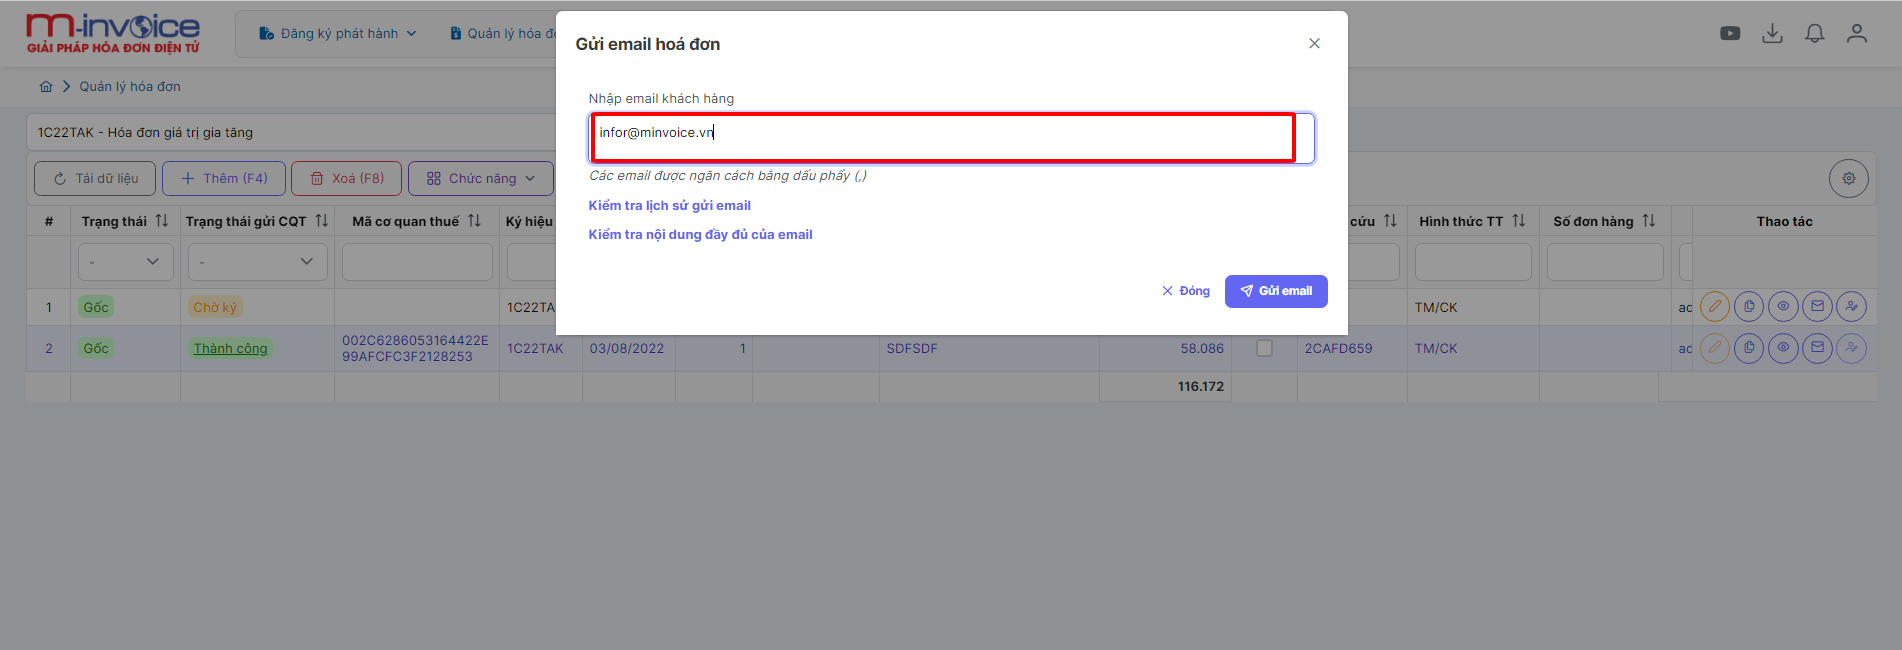 m-invoice
GIẢI PHÁP HÓA ĐƠN ĐIỆN TỬ
Đăng ký phát hành
Quản lý hóa
Quản lý hóa đơn
Gửi email hoá đơn
Nhập email khách hàng
infor@minvoice.vn
Các email được ngăn cách bằng dấu phẩy (,)
Kiểm tra lịch sử gửi email
Kiểm tra nội dung đầy đủ của email
Đóng
Gửi email
1C22TAK - Hóa đơn giá trị gia tăng
Tải dữ liệu
Thêm (F4)
Xoá (F8)
Chức năng
# Trạng thái Trạng thái gửi CQT Mã cơ quan thuế Ký hiệu cứu Hình thức TT Số đơn hàng Thao tác
- -
1 Gốc Chờ ký 1C22TA TM/CK
2 Gốc Thành công 002C6286053164422E 1C22TAK 03/08/2022 1 SDFSDF 58.086 2CAFD659 TM/CK
99AFCFC3F2128253
116.172